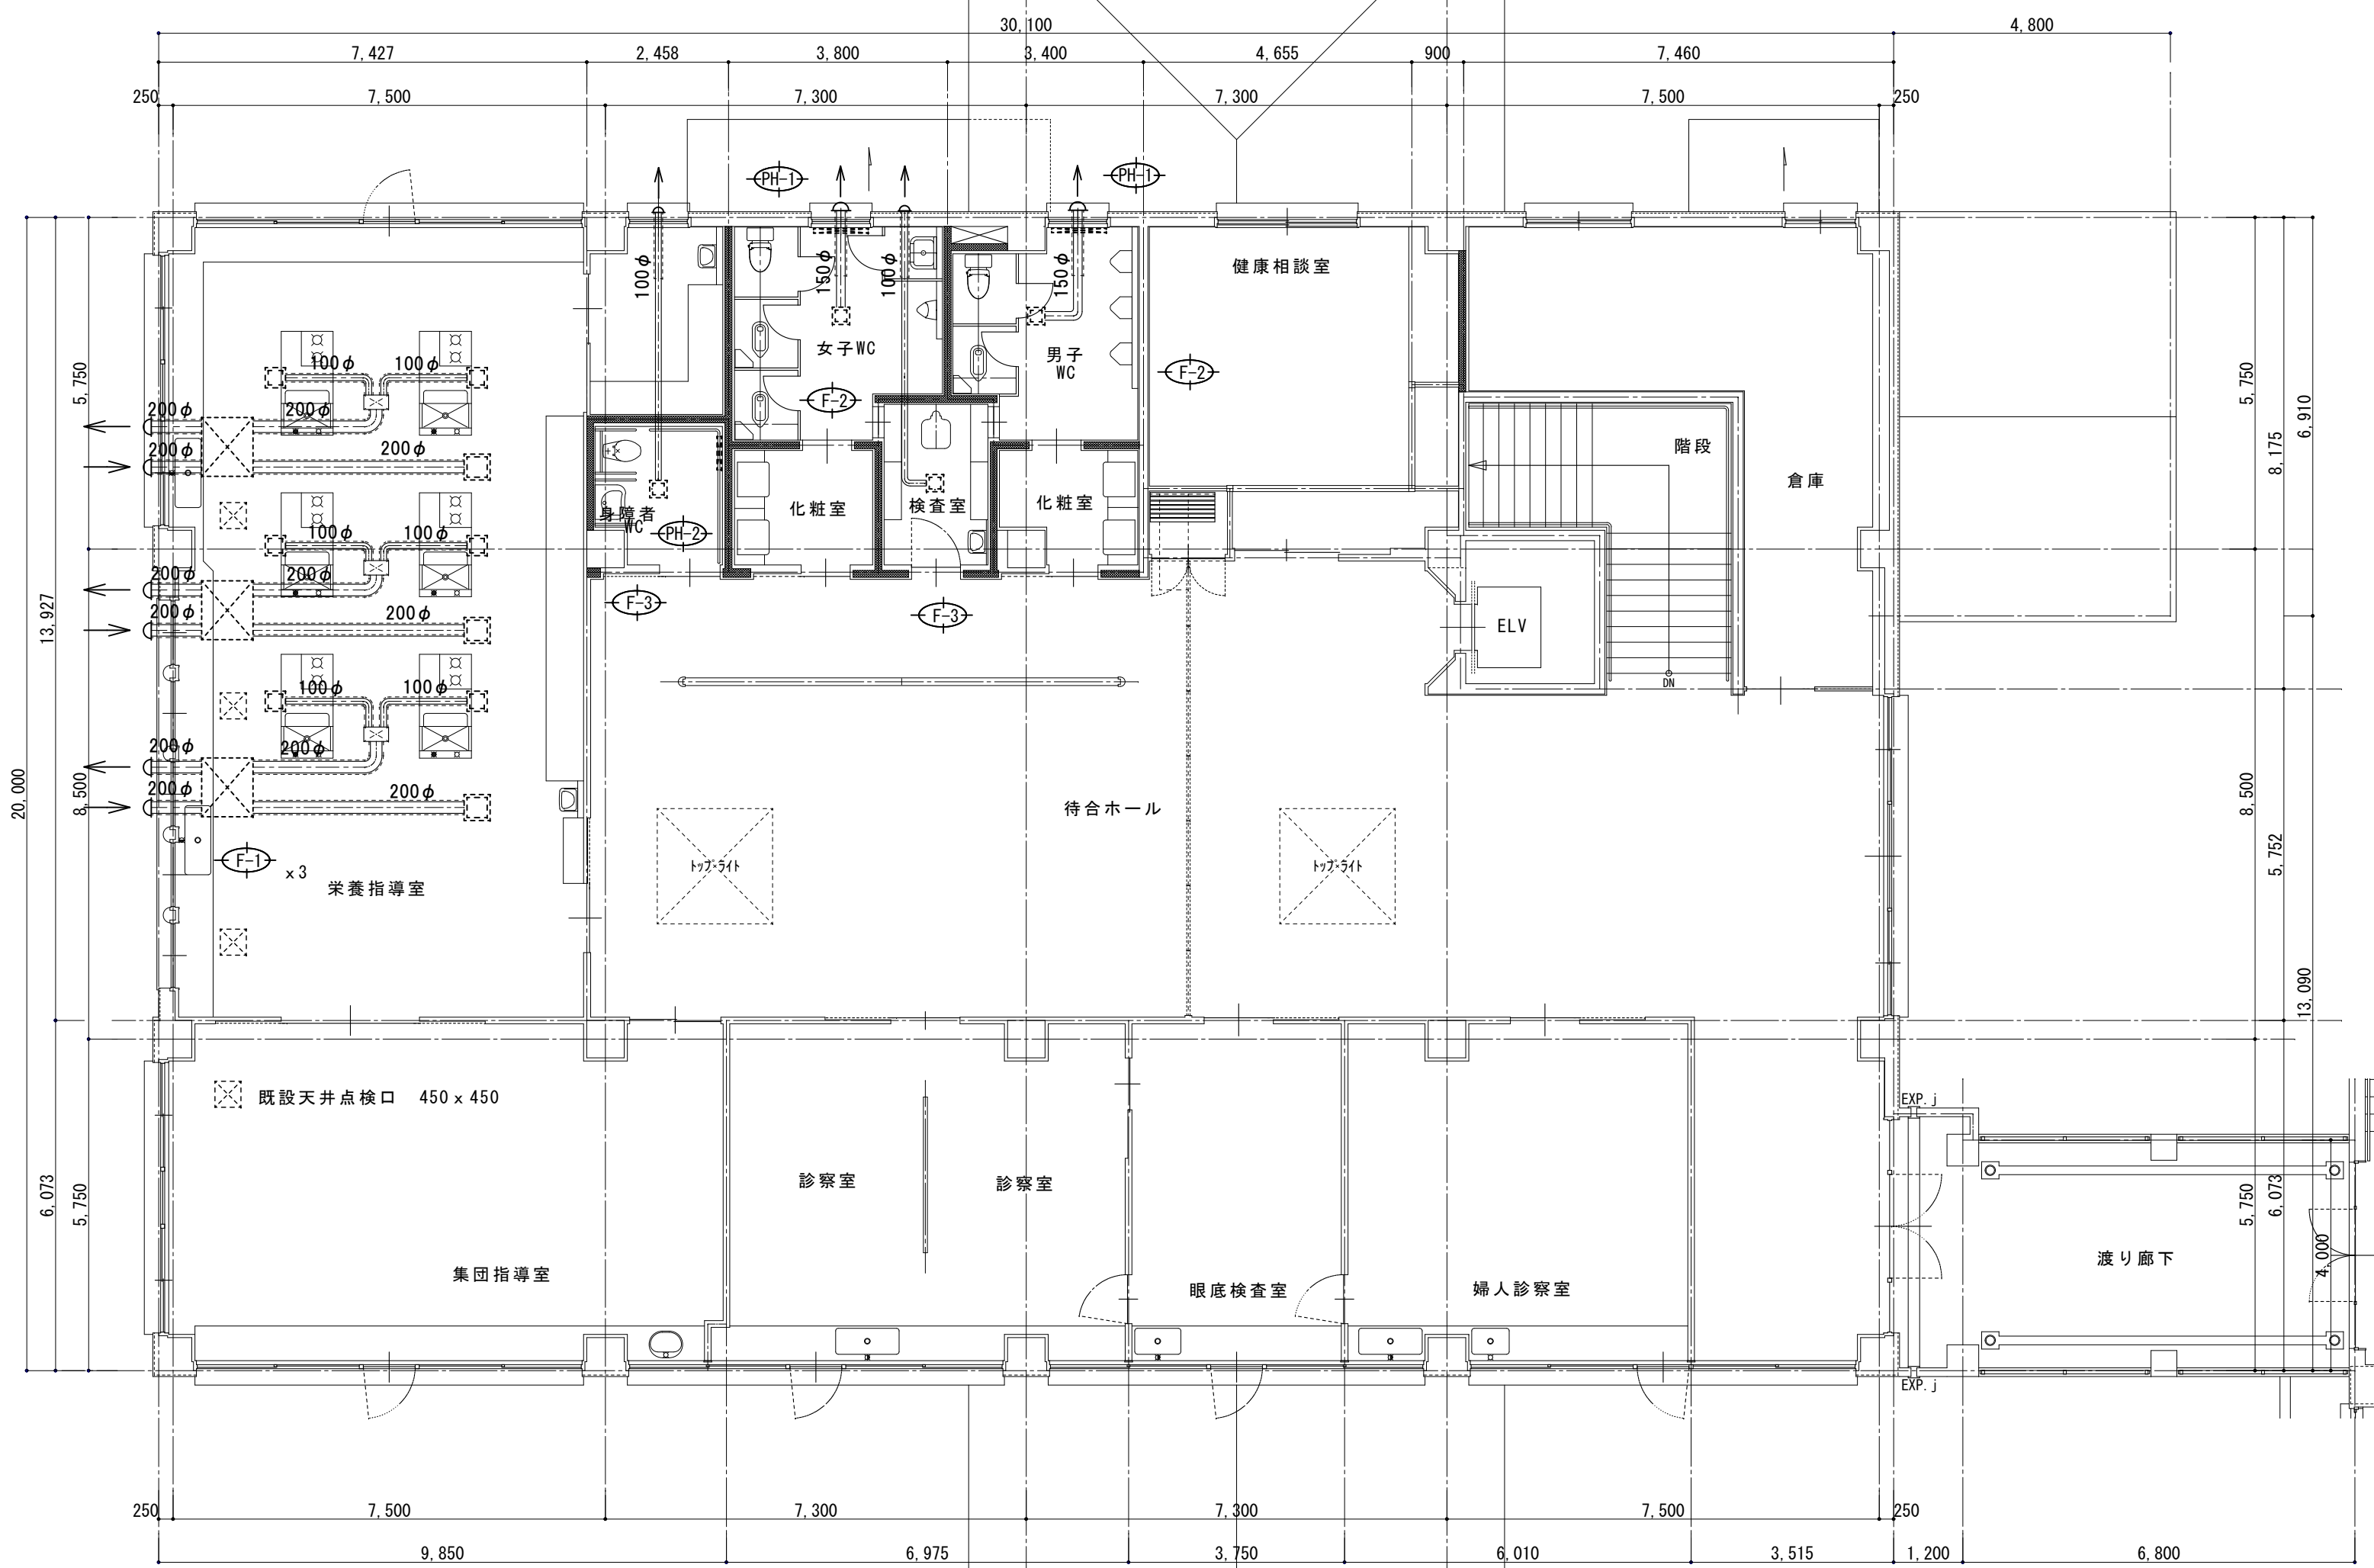 30,100
4,800
7,427
2,458
3,800
3,400
4,655
900
7,460
250
7,500
7,300
7,300
7,500
250
PH-1
PH-1
100φ
150φ
100φ
150φ
健康相談室
女子WC
男子
WC
F-2
F-2
100φ
100φ
200φ
200φ
200φ
200φ
階段
倉庫
化粧室
検査室
化粧室
身障者
WC
PH-2
100φ
100φ
200φ
200φ
200φ
200φ
F-3
F-3
ELV
DN
100φ
100φ
200φ
200φ
200φ
200φ
待合ホール
トップ・ライト
トップ・ライト
F-1
x3
栄養指導室
5,750
13,927
20,000
8,500
6,073
5,750
5,750
8,175
6,910
8,500
5,752
13,090
5,750
6,073
4,000
既設天井点検口 450x450
EXP.j
診察室
診察室
集団指導室
眼底検査室
婦人診察室
渡り廊下
EXP.j
250
7,500
7,300
7,300
7,500
250
9,850
6,975
3,750
6,010
3,515
1,200
6,800